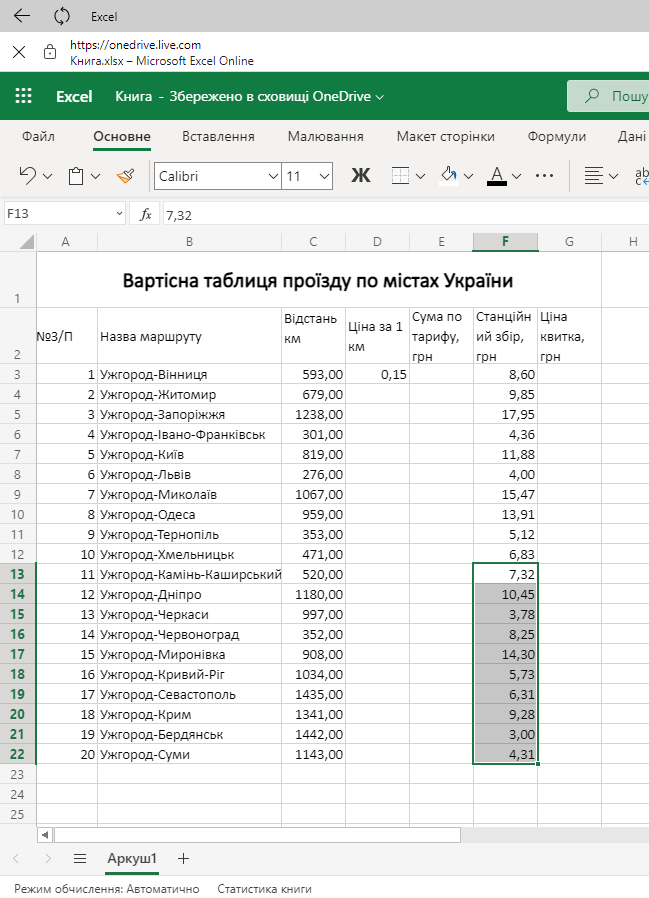 Excel
https://onedrive.live.com
Книга.xlsx – Microsoft Excel Online
Excel Книга - Збережено в сховищі OneDrive Пошу
Файл Основне Вставлення Малювання Макет сторінки Формули Дані
Calibri 11 Ж A ab
F13 fx 7,32
A B C D E F G H
1 Вартісна таблиця проїзду по містах України
2 №З/П Назва маршруту Відстань км Ціна за 1 км Сума по тарифу, грн Станційний збір, грн Ціна квитка, грн
3 1 Ужгород-Вінниця 593,00 0,15 8,60
4 2 Ужгород-Житомир 679,00 9,85
5 3 Ужгород-Запоріжжя 1238,00 17,95
6 4 Ужгород-Івано-Франківськ 301,00 4,36
7 5 Ужгород-Київ 819,00 11,88
8 6 Ужгород-Львів 276,00 4,00
9 7 Ужгород-Миколаїв 1067,00 15,47
10 8 Ужгород-Одеса 959,00 13,91
11 9 Ужгород-Тернопіль 353,00 5,12
12 10 Ужгород-Хмельницьк 471,00 6,83
13 11 Ужгород-Камінь-Каширський 520,00 7,32
14 12 Ужгород-Дніпро 1180,00 10,45
15 13 Ужгород-Черкаси 997,00 3,78
16 14 Ужгород-Червоноград 352,00 8,25
17 15 Ужгород-Миронівка 908,00 14,30
18 16 Ужгород-Кривий-Ріг 1034,00 5,73
19 17 Ужгород-Севастополь 1435,00 6,31
20 18 Ужгород-Крим 1341,00 9,28
21 19 Ужгород-Бердянськ 1442,00 3,00
22 20 Ужгород-Суми 1143,00 4,31
23
24
25
Аркуш1
Режим обчислення: Автоматично Статистика книги